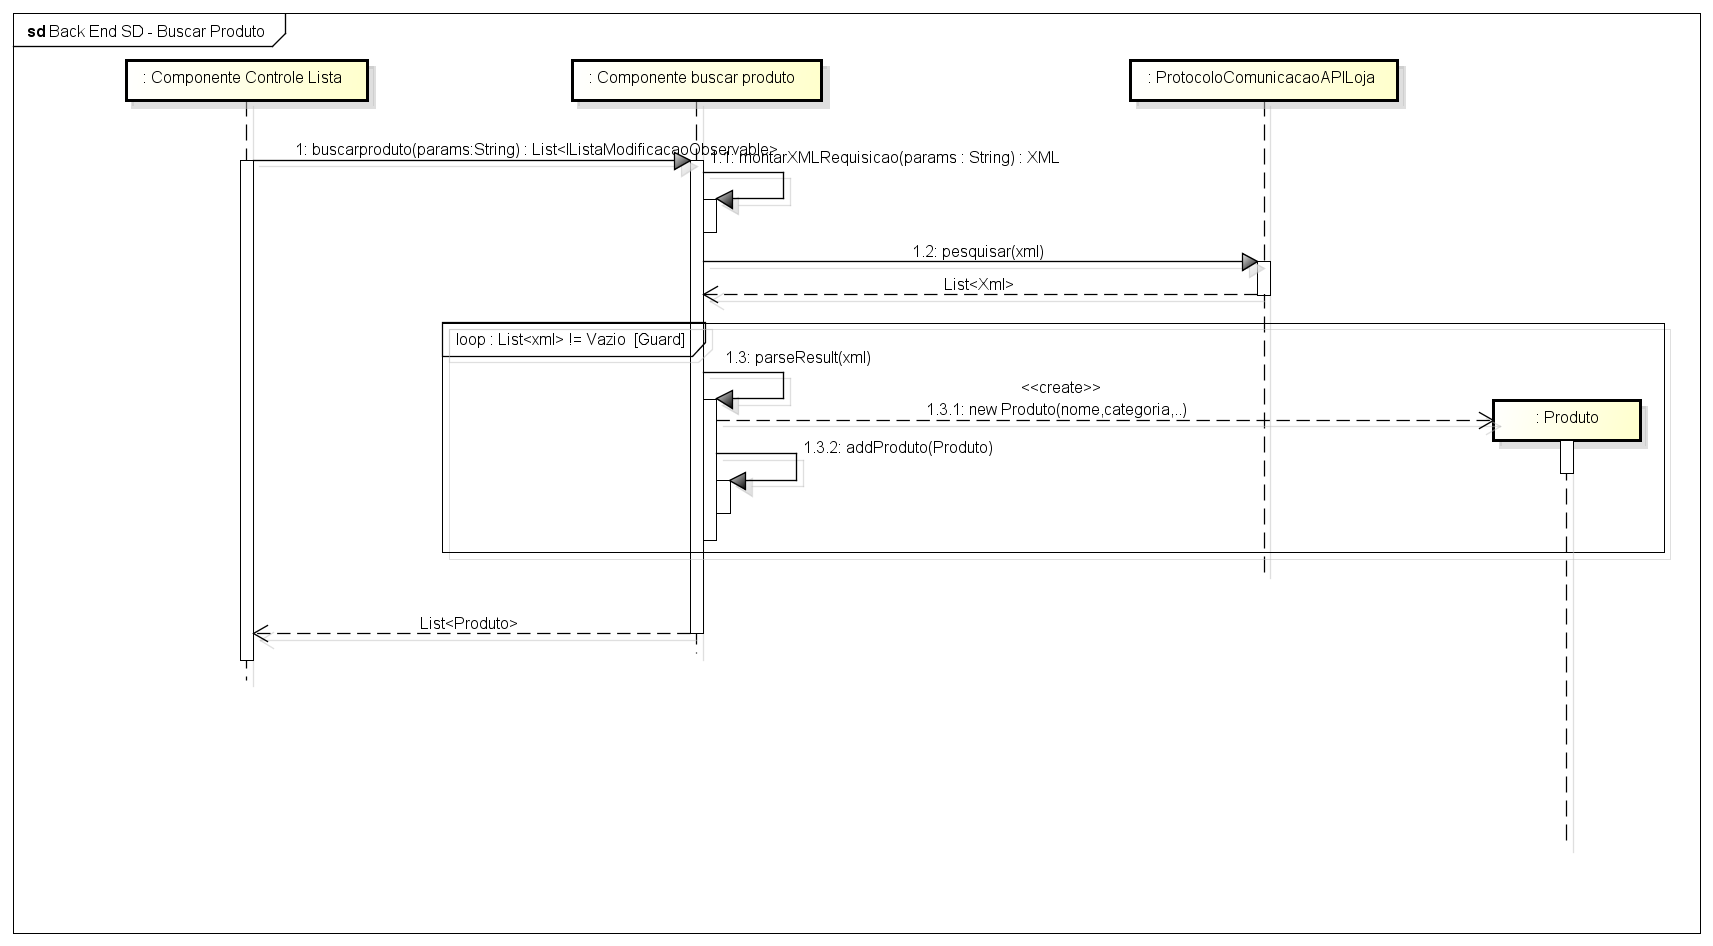 sd Back End SD - Buscar Produto
: Componente Controle Lista
: Componente buscar produto
: ProtocoloComunicacaoAPILoja
1: buscarproduto(params:String) : List<IListaModificacaoObservable>
1.1: montarXMLRequisicao(params : String) : XML
1.2: pesquisar(xml)
List<Xml>
loop : List<xml> != Vazio [Guard]
1.3: parseResult(xml)
<<create>>
1.3.1: new Produto(nome,categoria,..)
: Produto
1.3.2: addProduto(Produto)
List<Produto>